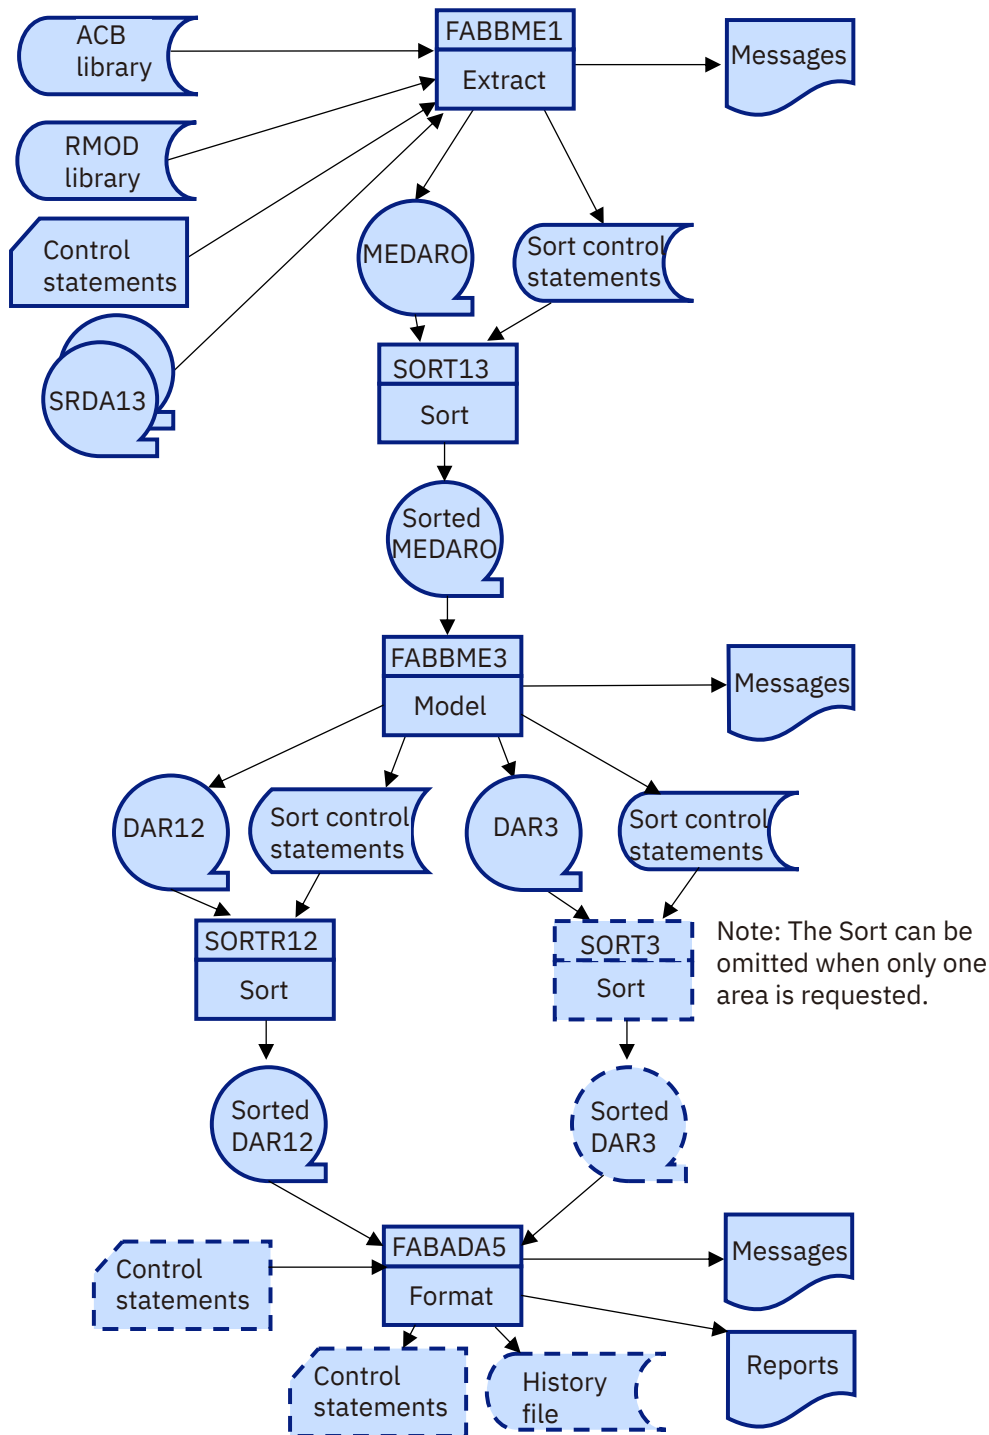 ACB
library
FABBME1
Extract
Messages
RMOD
library
Control
statements
MEDARO
Sort control
statements
SRDA13
SORT13
Sort
Sorted
MEDARO
FABBME3
Model
Messages
DAR12
Sort control
statements
DAR3
Sort control
statements
SORTR12
Sort
SORT3
Sort
Note: The Sort can be
omitted when only one
area is requested.
Sorted
DAR12
Sorted
DAR3
Control
statements
FABADA5
Format
Messages
Control
statements
History
file
Reports